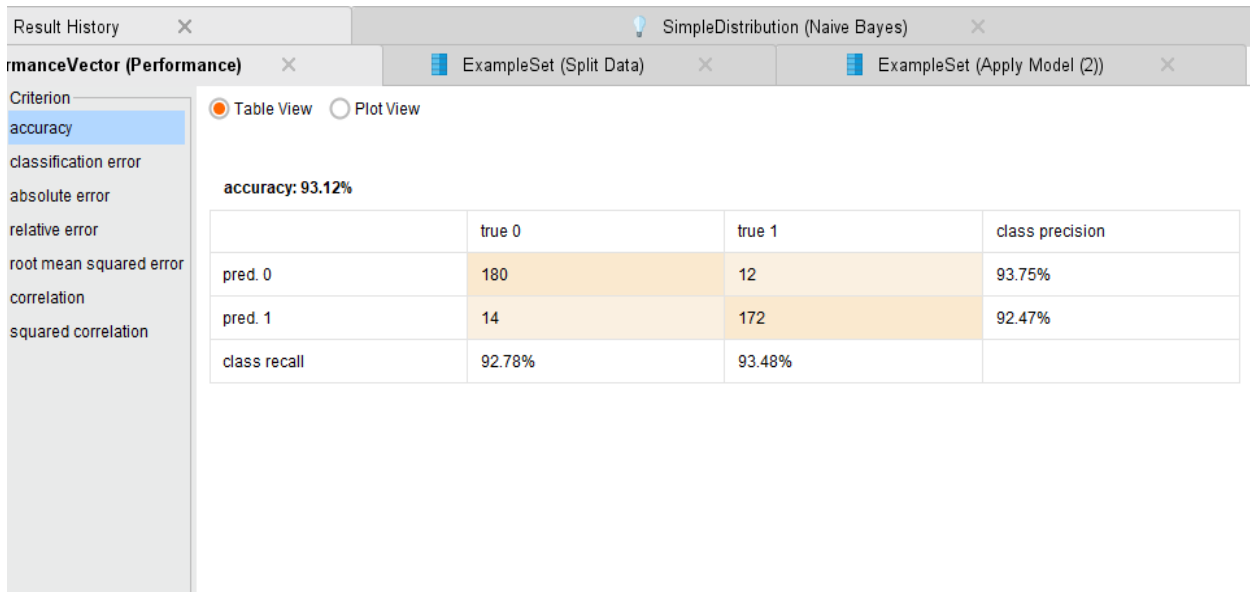 Result History
SimpleDistribution (Naive Bayes)
rmanceVector (Performance)
ExampleSet (Split Data)
ExampleSet (Apply Model (2))
Criterion
accuracy
classification error
absolute error
relative error
root mean squared error
correlation
squared correlation
Table View Plot View
accuracy: 93.12%
true 0 true 1 class precision
pred. 0 180 12 93.75%
pred. 1 14 172 92.47%
class recall 92.78% 93.48%